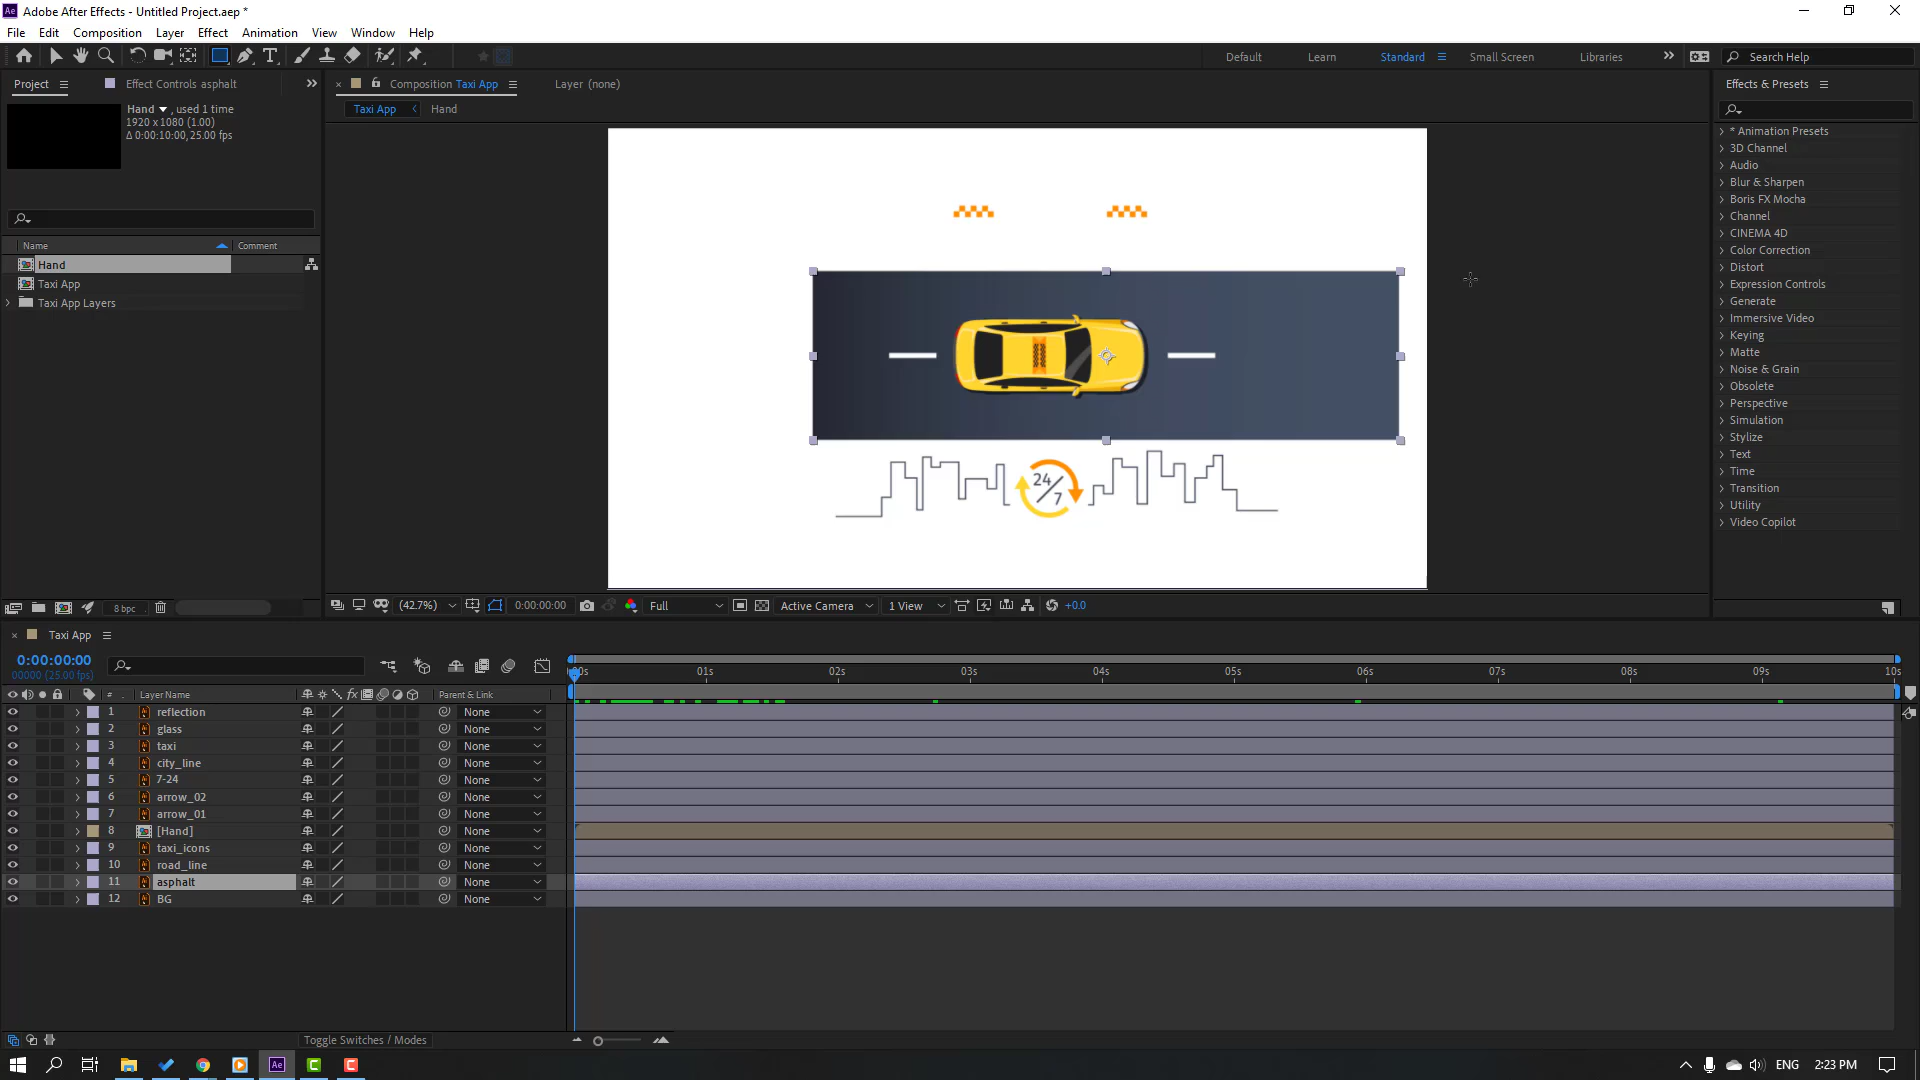 Adobe After Effects - Untitled Project.aep *
File Edit Composition Layer Effect Animation View Window Help
Default Learn Standard Small Screen Libraries Search Help
Project Effect Controls asphalt
Composition Taxi App Layer (none)
Effects & Presets
Taxi App Hand
Hand , used 1 time
1920 x 1080 (1.00)
Δ 0:00:10:00, 25.00 fps
Name Comment
Hand
Taxi App
Taxi App Layers
* Animation Presets
3D Channel
Audio
Blur & Sharpen
Boris FX Mocha
Channel
CINEMA 4D
Color Correction
Distort
Expression Controls
Generate
Immersive Video
Keying
Matte
Noise & Grain
Obsolete
Perspective
Simulation
Stylize
Text
Time
Transition
Utility
Video Copilot
24
7
8 bpc
(42.7%) 0:00:00:00 Full Active Camera 1 View +0.0
Taxi App
0:00:00:00
00000 (25.00 fps)
01s 02s 03s 04s 05s 06s 07s 08s 09s 10s
# Layer Name Parent & Link
1 reflection None
2 glass None
3 taxi None
4 city_line None
5 7-24 None
6 arrow_02 None
7 arrow_01 None
8 [Hand] None
9 taxi_icons None
10 road_line None
11 asphalt None
12 BG None
Toggle Switches / Modes
ENG 2:23 PM